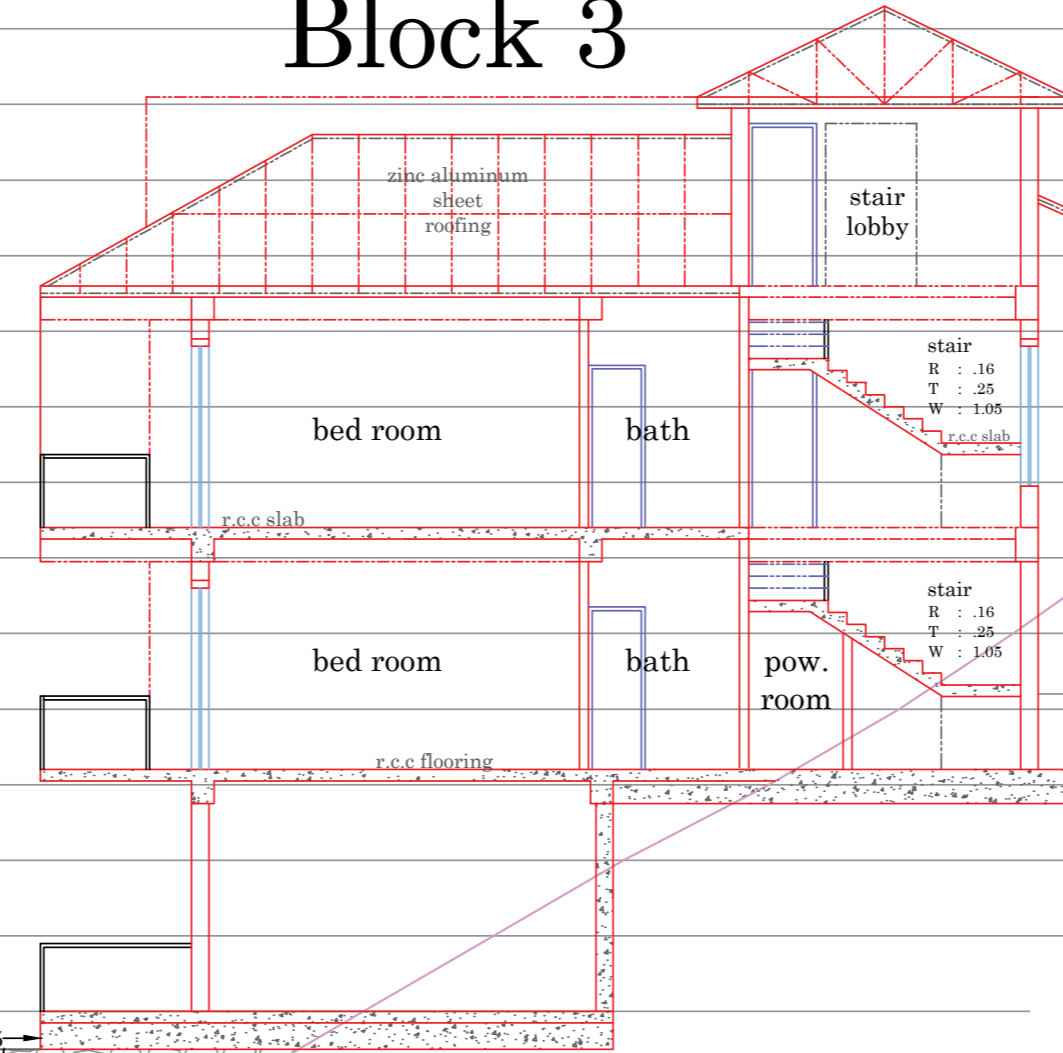 Block 3
zinc aluminum
sheet
roofing
stair
lobby
stair
R : .16
T : .25
W : 1.05
r.c.c slab
bed room
bath
r.c.c slab
stair
R : .16
T : .25
W : 1.05
bed room
bath
pow.
room
r.c.c flooring